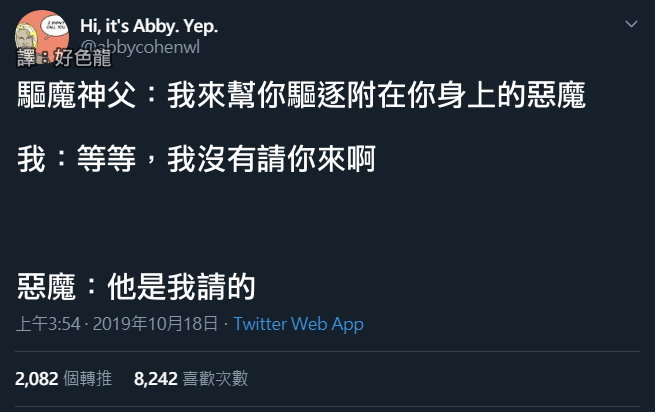 I DIDN'T CALL YOU.
Hi, it's Abby. Yep.
@abbycohenwl
譯：好色龍
驅魔神父：我來幫你驅逐附在你身上的惡魔
我：等等，我沒有請你來啊
惡魔：他是我請的
上午3:54 · 2019年10月18日 · Twitter Web App
2,082 個轉推 8,242 喜歡次數